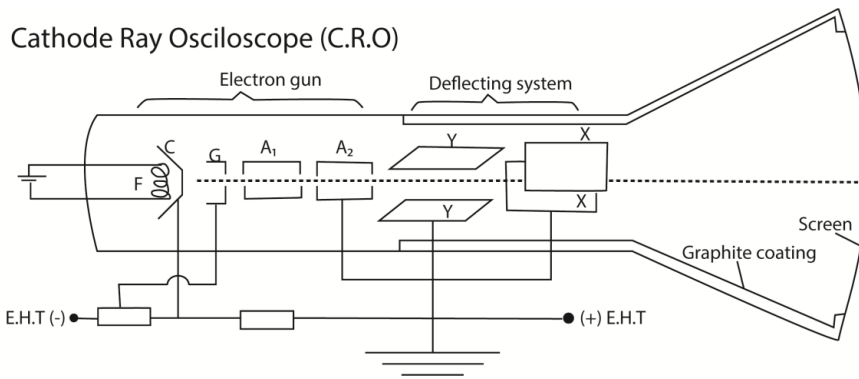 Cathode Ray Osciloscope (C.R.O)
Electron gun
Deflecting system
C
G
A₁
A₂
Y
X
F
Y
X
Screen
Graphite coating
E.H.T (-)
(+) E.H.T